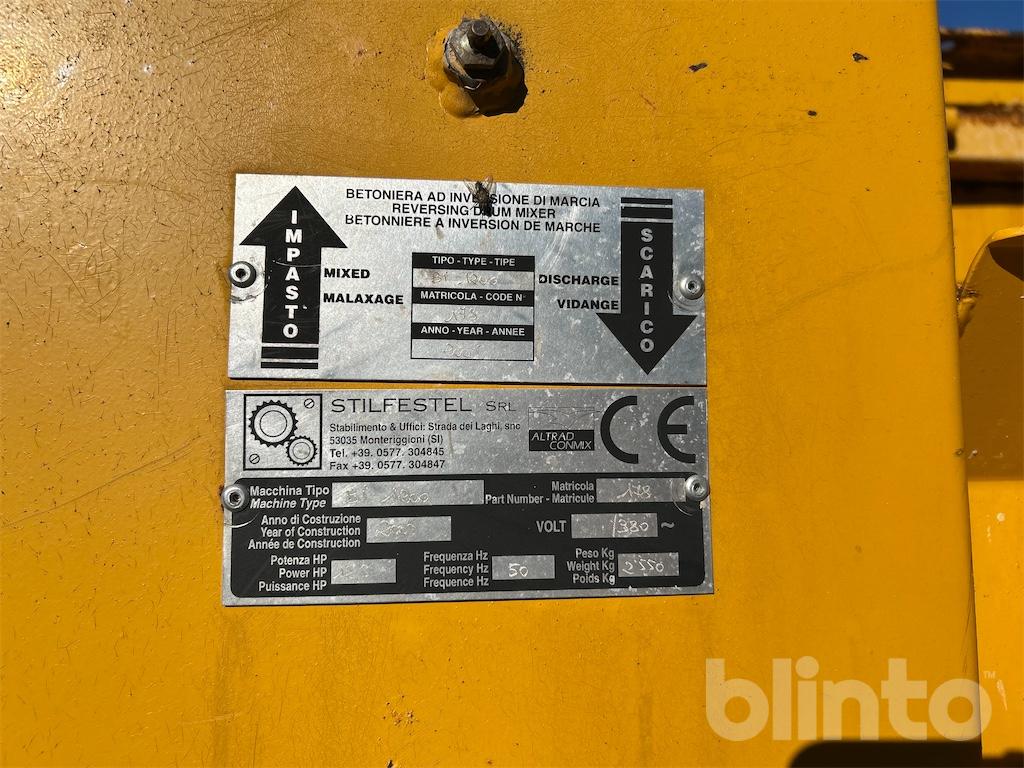 BETONIERA AD INVERSIONE DI MARCIA
REVERSING DRUM MIXER
BETONNIERE A INVERSION DE MARCHE
IMPASTO
MIXED
MALAXAGE
TIPO - TYPE - TIPE
MATRICOLA - CODE N°
173
ANNO - YEAR - ANNEE
DISCHARGE
VIDANGE
SCARICO
STILFESTEL SRL
Stabilimento & Uffici: Strada dei Laghi, snc
53035 Monteriggioni (SI)
Tel. +39. 0577. 304845
Fax +39. 0577. 304847
ALTRAD
CONMIX
CE
Macchina Tipo
Machine Type
Matricola 173
Part Number - Matricule
Anno di Costruzione
Year of Construction
Année de Construction
VOLT 380 ~
Potenza HP
Power HP
Puissance HP
Frequenza Hz
Frequency Hz 50
Frequence Hz
Peso Kg
Weight Kg 2550
Poids Kg
blinto™